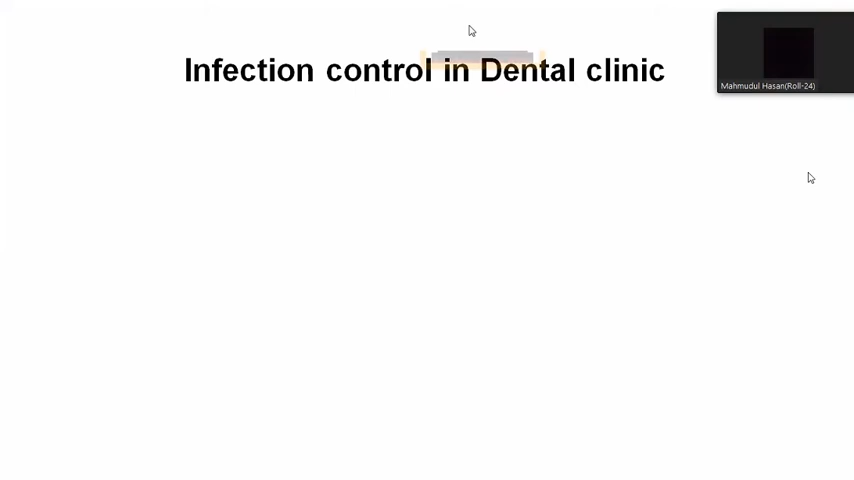 Infection control in Dental clinic
Mahmudul Hasan(Roll-24)